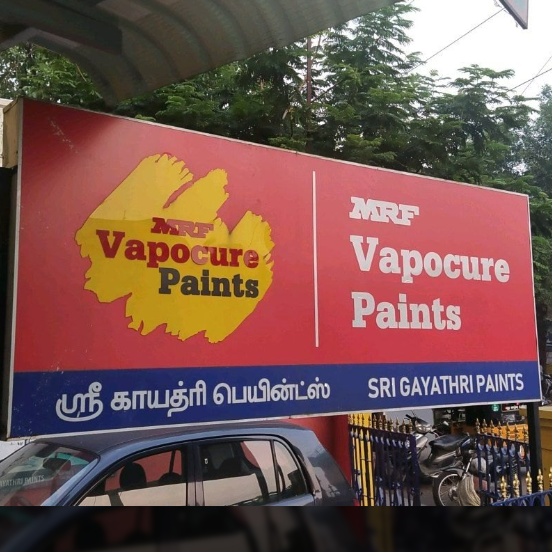 MRF
Vapocure
Paints
MRF
Vapocure
Paints
ஸ்ரீ காயத்ரி பெயின்ட்ஸ்
SRI GAYATHRI PAINTS